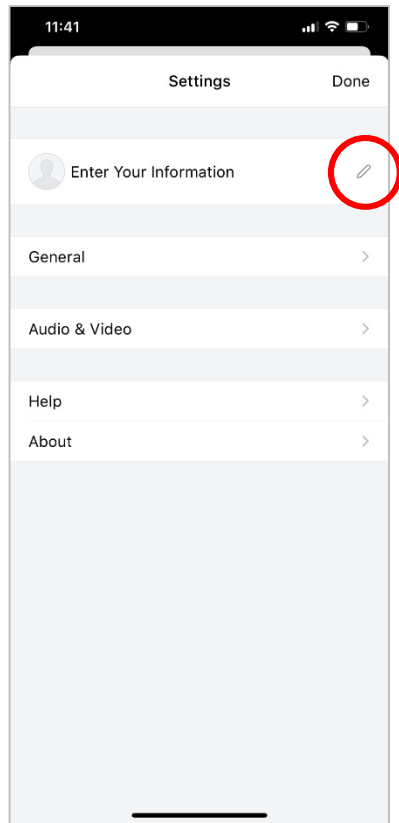 11:41
Settings
Done
Enter Your Information
General
Audio & Video
Help
About